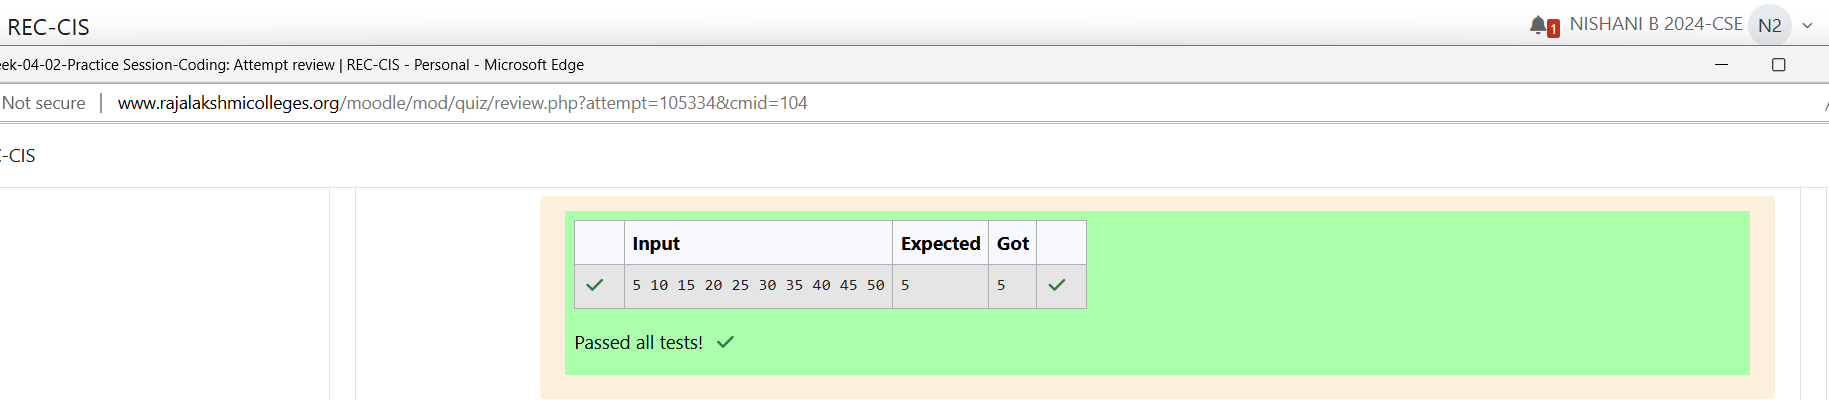 REC-CIS
1 NISHANI B 2024-CSE N2
eek-04-02-Practice Session-Coding: Attempt review | REC-CIS - Personal - Microsoft Edge
Not secure | www.rajalakshmicolleges.org/moodle/mod/quiz/review.php?attempt=105334&cmid=104
-CIS
Input Expected Got
5 10 15 20 25 30 35 40 45 50 5 5
Passed all tests!